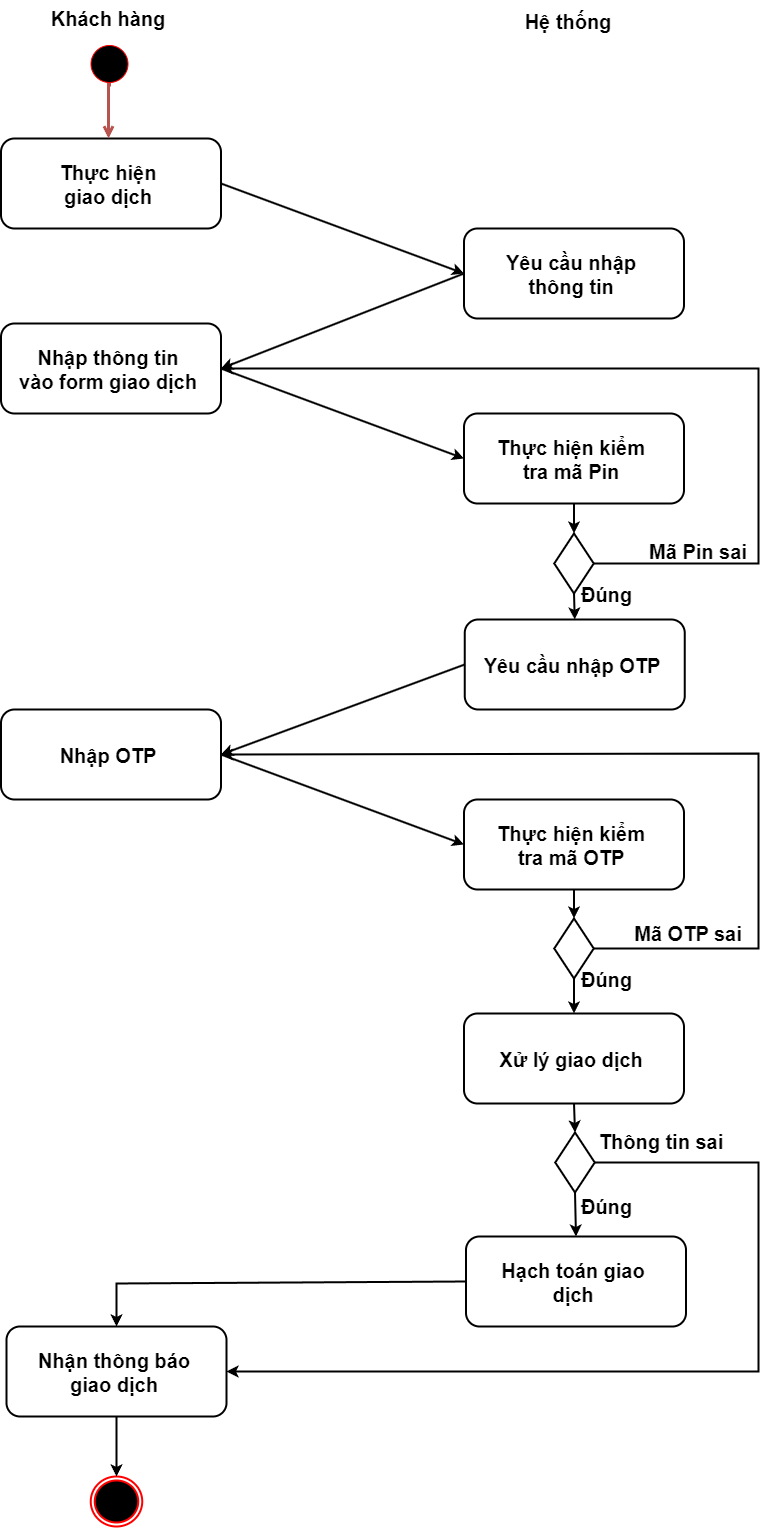 Khách hàng
Hệ thống
Thực hiện
giao dịch
Yêu cầu nhập
thông tin
Nhập thông tin
vào form giao dịch
Thực hiện kiểm
tra mã Pin
Mã Pin sai
Đúng
Yêu cầu nhập OTP
Nhập OTP
Thực hiện kiểm
tra mã OTP
Mã OTP sai
Đúng
Xử lý giao dịch
Thông tin sai
Đúng
Hạch toán giao
dịch
Nhận thông báo
giao dịch